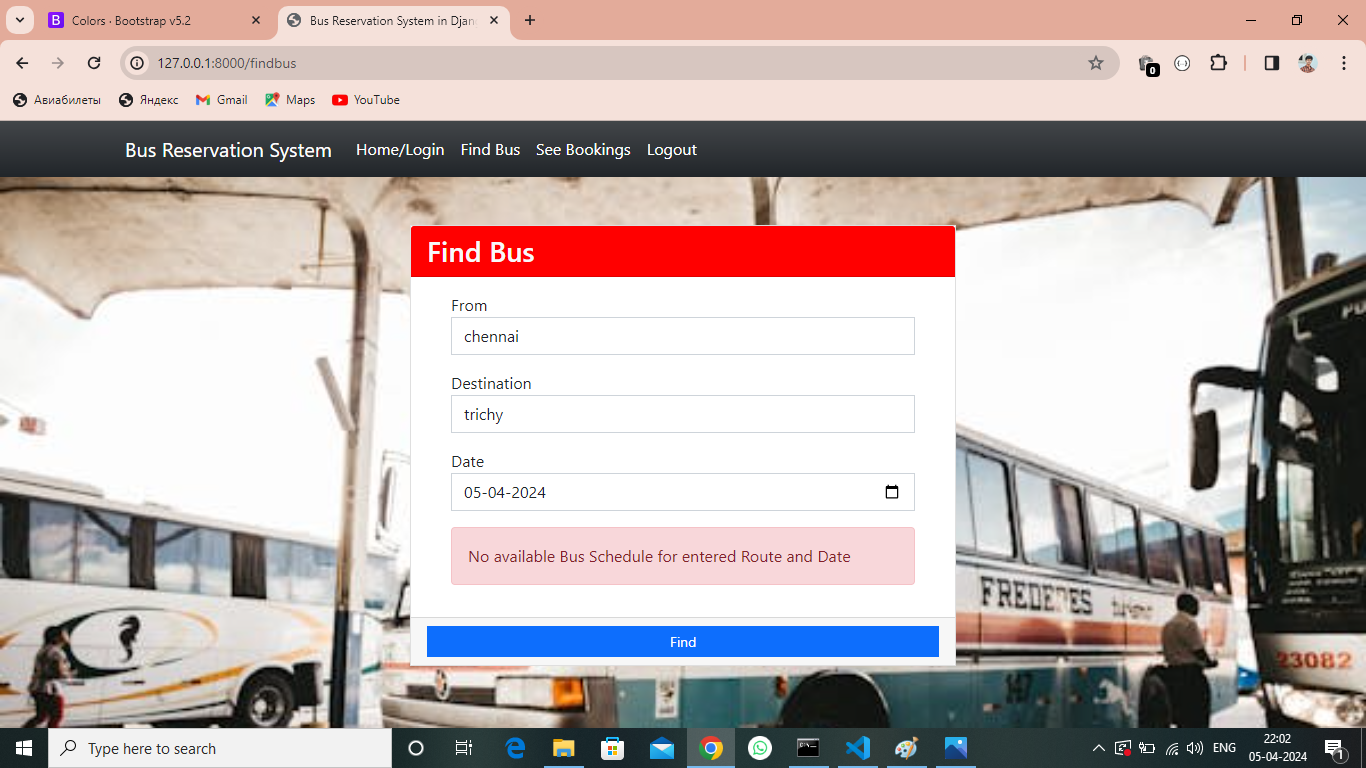 Colors · Bootstrap v5.2
Bus Reservation System in Djan
127.0.0.1:8000/findbus
0
Авиабилеты
Яндекс
Gmail
Maps
YouTube
Bus Reservation System
Home/Login
Find Bus
See Bookings
Logout
Find Bus
From
chennai
Destination
trichy
Date
05-04-2024
No available Bus Schedule for entered Route and Date
Find
23082
Type here to search
ENG
22:02
05-04-2024
1